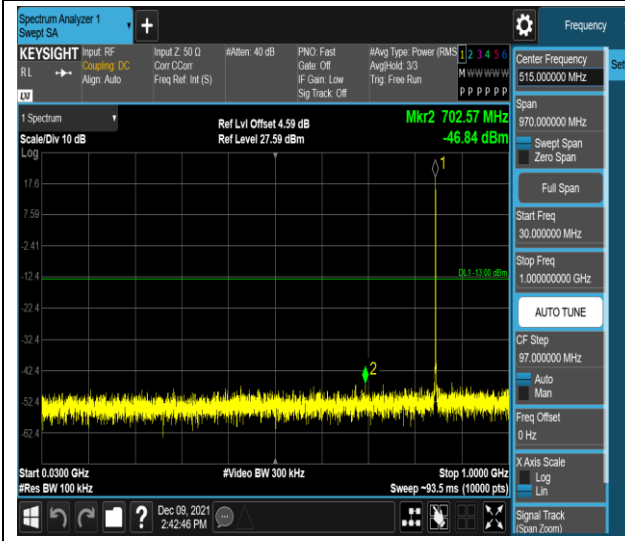 Spectrum Analyzer 1
Swept SA
+
Frequency
KEYSIGHT
RL
LXI
Input: RF
Coupling: DC
Align: Auto
Input Z: 50 Ω
Corr CCorr
Freq Ref: Int (S)
#Atten: 40 dB
PNO: Fast
Gate: Off
IF Gain: Low
Sig Track: Off
#Avg Type: Power (RMS
Avg|Hold: 3/3
Trig: Free Run
1 2 3 4 5 6
M W W W W W
P P P P P P
1 Spectrum
Scale/Div 10 dB
Log
Ref Lvl Offset 4.59 dB
Ref Level 27.59 dBm
Mkr2 702.57 MHz
-46.84 dBm
1
17.6
7.59
-2.41
-12.4
DL1 -13.00 dBm
-22.4
-32.4
-42.4
2
-52.4
-62.4
Start 0.0300 GHz
#Res BW 100 kHz
#Video BW 300 kHz
Stop 1.0000 GHz
Sweep ~93.5 ms (10000 pts)
Center Frequency
515.000000 MHz
Set
Span
970.000000 MHz
Swept Span
Zero Span
Full Span
Start Freq
30.000000 MHz
Stop Freq
1.000000000 GHz
AUTO TUNE
CF Step
97.000000 MHz
Auto
Man
Freq Offset
0 Hz
X Axis Scale
Log
Lin
Signal Track
(Span Zoom)
?
Dec 09, 2021
2:42:46 PM